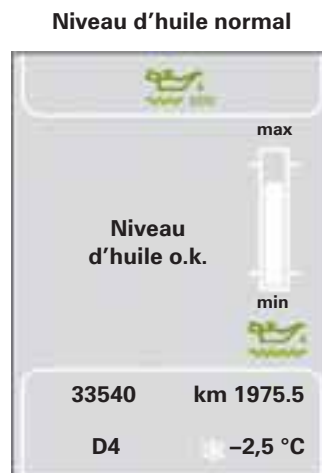 Niveau d'huile normal
max
Niveau
d'huile o.k.
min
33540 km 1975.5
D4 –2,5 °C